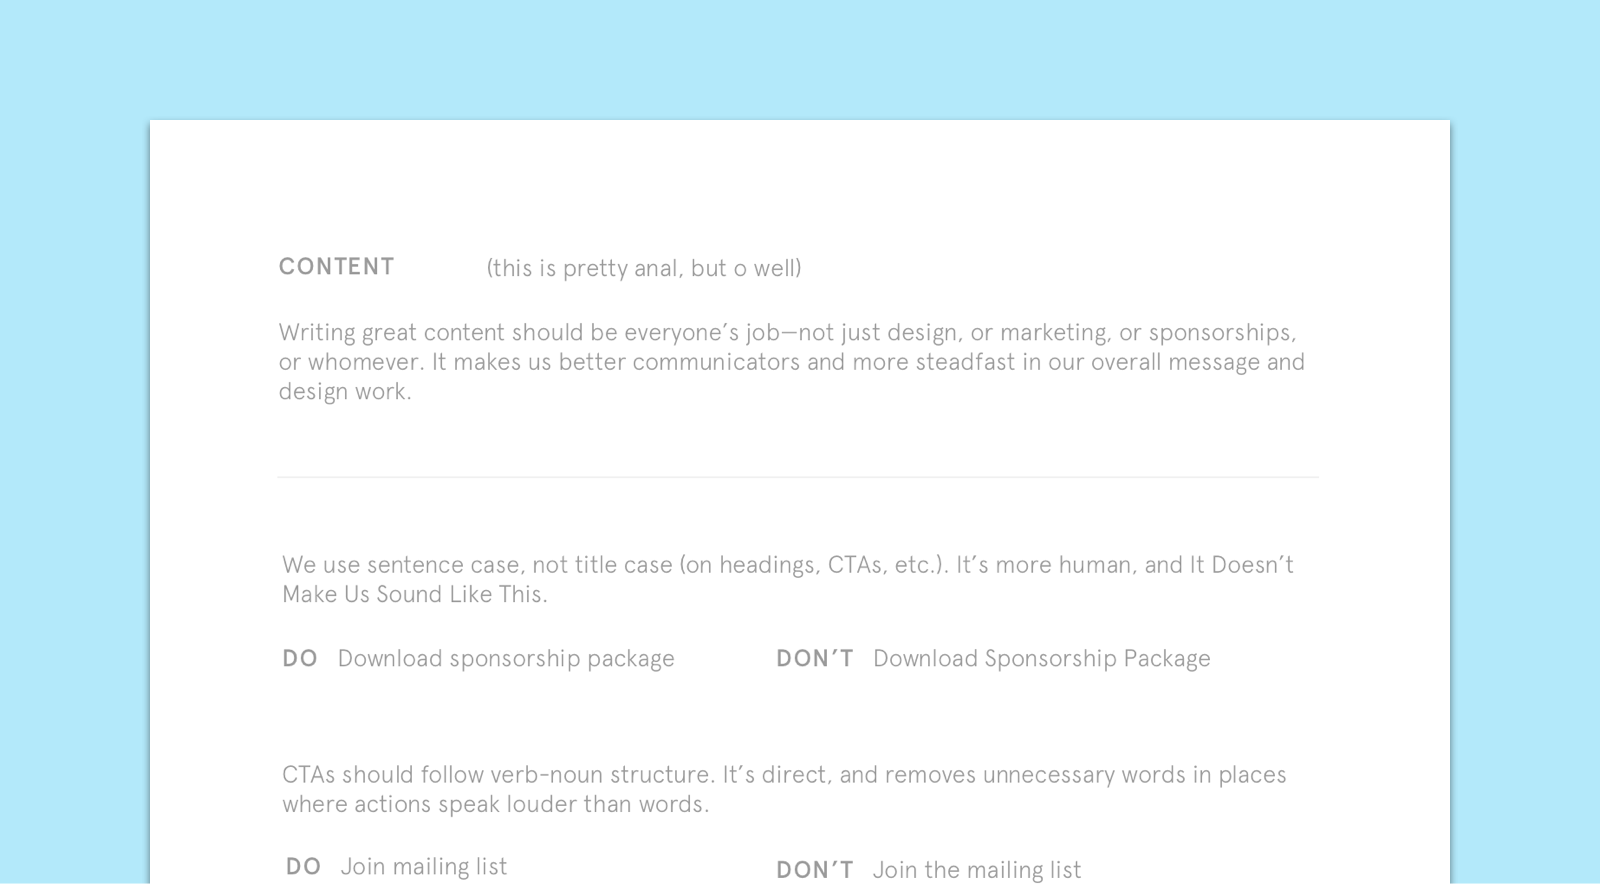 CONTENT (this is pretty anal, but o well)
Writing great content should be everyone’s job—not just design, or marketing, or sponsorships,
or whomever. It makes us better communicators and more steadfast in our overall message and
design work.
We use sentence case, not title case (on headings, CTAs, etc.). It’s more human, and It Doesn’t
Make Us Sound Like This.
DO Download sponsorship package DON’T Download Sponsorship Package
CTAs should follow verb-noun structure. It’s direct, and removes unnecessary words in places
where actions speak louder than words.
DO Join mailing list DON’T Join the mailing list